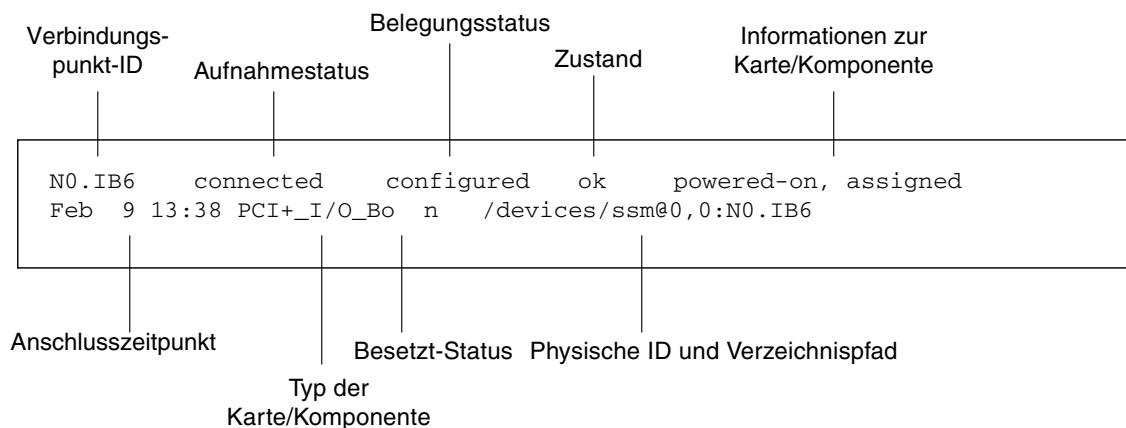 Verbindungs-
punkt-ID
Aufnahmestatus
Belegungsstatus
Zustand
Informationen zur
Karte/Komponente
N0.IB6 connected configured ok powered-on, assigned
Feb 9 13:38 PCI+_I/O_Bo n /devices/ssm@0,0:N0.IB6
Anschlusszeitpunkt
Typ der
Karte/Komponente
Besetzt-Status
Physische ID und Verzeichnispfad